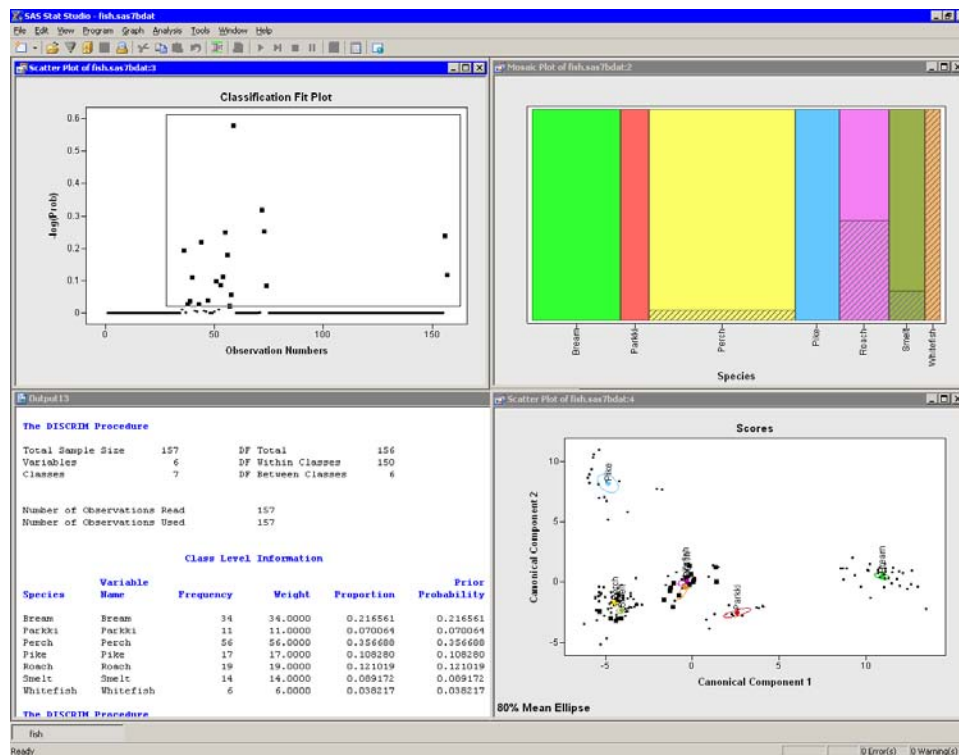 SAS Stat Studio - fish.sas7bdat
File Edit View Program Graph Analysis Tools Window Help
Scatter Plot of fish.sas7bdat:3
Classification Fit Plot
-log(Prob)
0.6
0.5
0.4
0.3
0.2
0.1
0
0 50 100 150
Observation Numbers
Mosaic Plot of fish.sas7bdat:2
Bream Parkki Perch Pike Roach Smelt Whitefish
Species
Output13
The DISCRIM Procedure
Total Sample Size 157 DF Total 156
Variables 6 DF Within Classes 150
Classes 7 DF Between Classes 6
Number of Observations Read 157
Number of Observations Used 157
Class Level Information
Variable Prior
Species Name Frequency Weight Proportion Probability
Bream Bream 34 34.0000 0.216561 0.216561
Parkki Parkki 11 11.0000 0.070064 0.070064
Perch Perch 56 56.0000 0.356688 0.356688
Pike Pike 17 17.0000 0.108280 0.108280
Roach Roach 19 19.0000 0.121019 0.121019
Smelt Smelt 14 14.0000 0.089172 0.089172
Whitefish Whitefish 6 6.0000 0.038217 0.038217
The DISCRIM Procedure
Scatter Plot of fish.sas7bdat:4
Scores
Canonical Component 2
10
5
0
-5
Pike
Bream
Parkki
-5 0 5 10
Canonical Component 1
80% Mean Ellipse
fish
Ready
0 Error(s) 0 Warning(s)